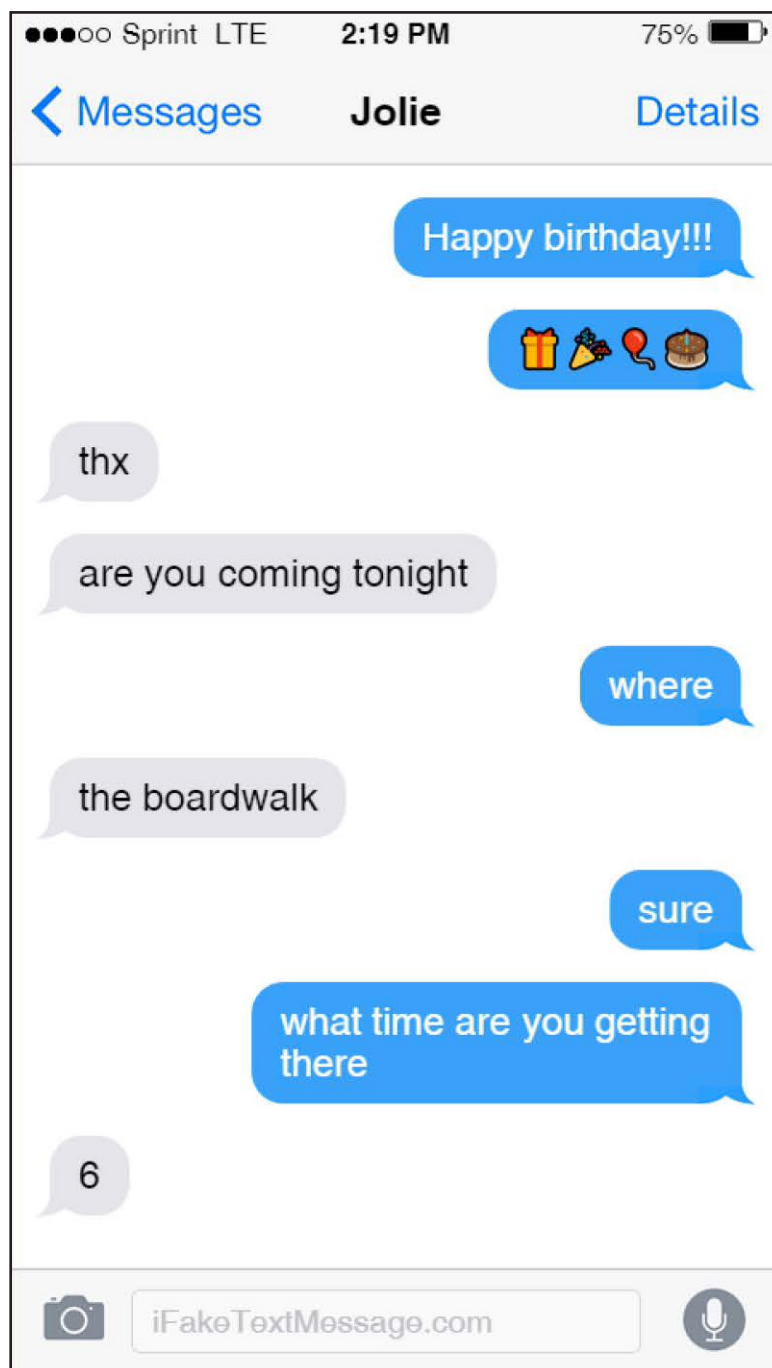 Sprint LTE 2:19 PM 75%
Messages Jolie Details
Happy birthday!!!
🎁🎉🎈🎂
thx
are you coming tonight
where
the boardwalk
sure
what time are you getting
there
6
iFakeTextMessage.com